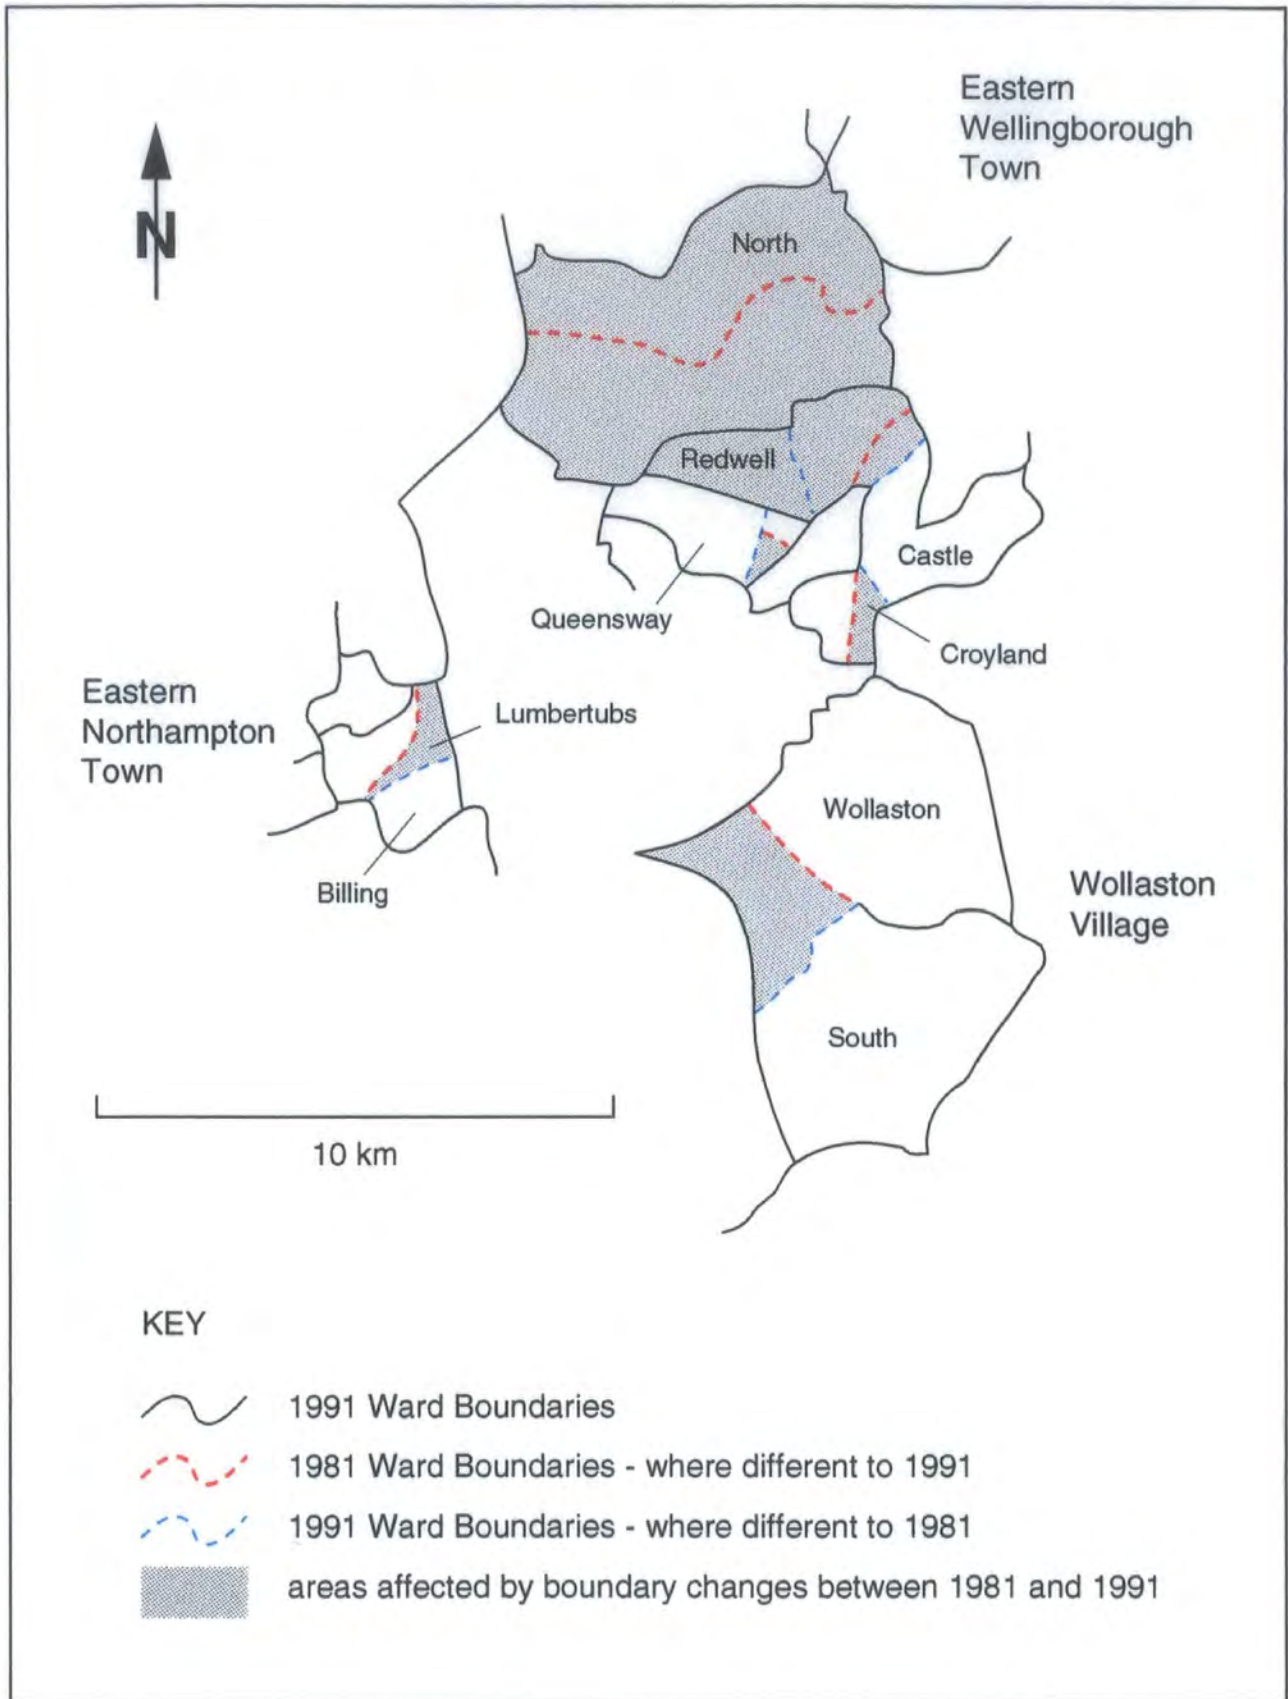 Eastern
Wellingborough
Town
N
North
Redwell
Castle
Queensway
Croyland
Eastern
Northampton
Town
Lumbertubs
Wollaston
Billing
Wollaston
Village
South
10 km
KEY
1991 Ward Boundaries
1981 Ward Boundaries - where different to 1991
1991 Ward Boundaries - where different to 1981
areas affected by boundary changes between 1981 and 1991